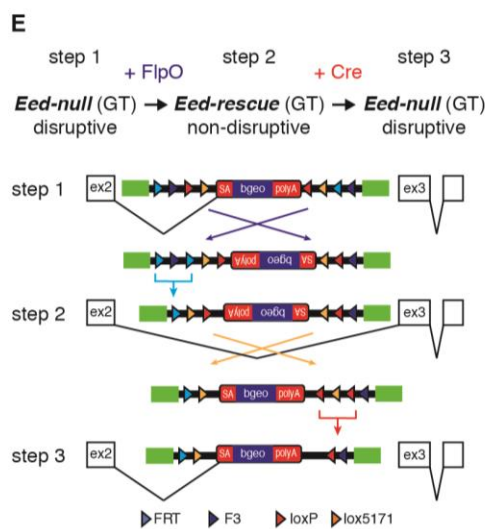 E
step 1 step 2 step 3
+ FlpO + Cre
Eed-null (GT) Eed-rescue (GT) Eed-null (GT)
disruptive non-disruptive disruptive
step 1 ex2 SA bgeo polyA ex3
polyA bgeo SA
step 2 ex2 polyA bgeo SA ex3
SA bgeo polyA
step 3 ex2 SA bgeo polyA ex3
FRT F3 loxP lox5171